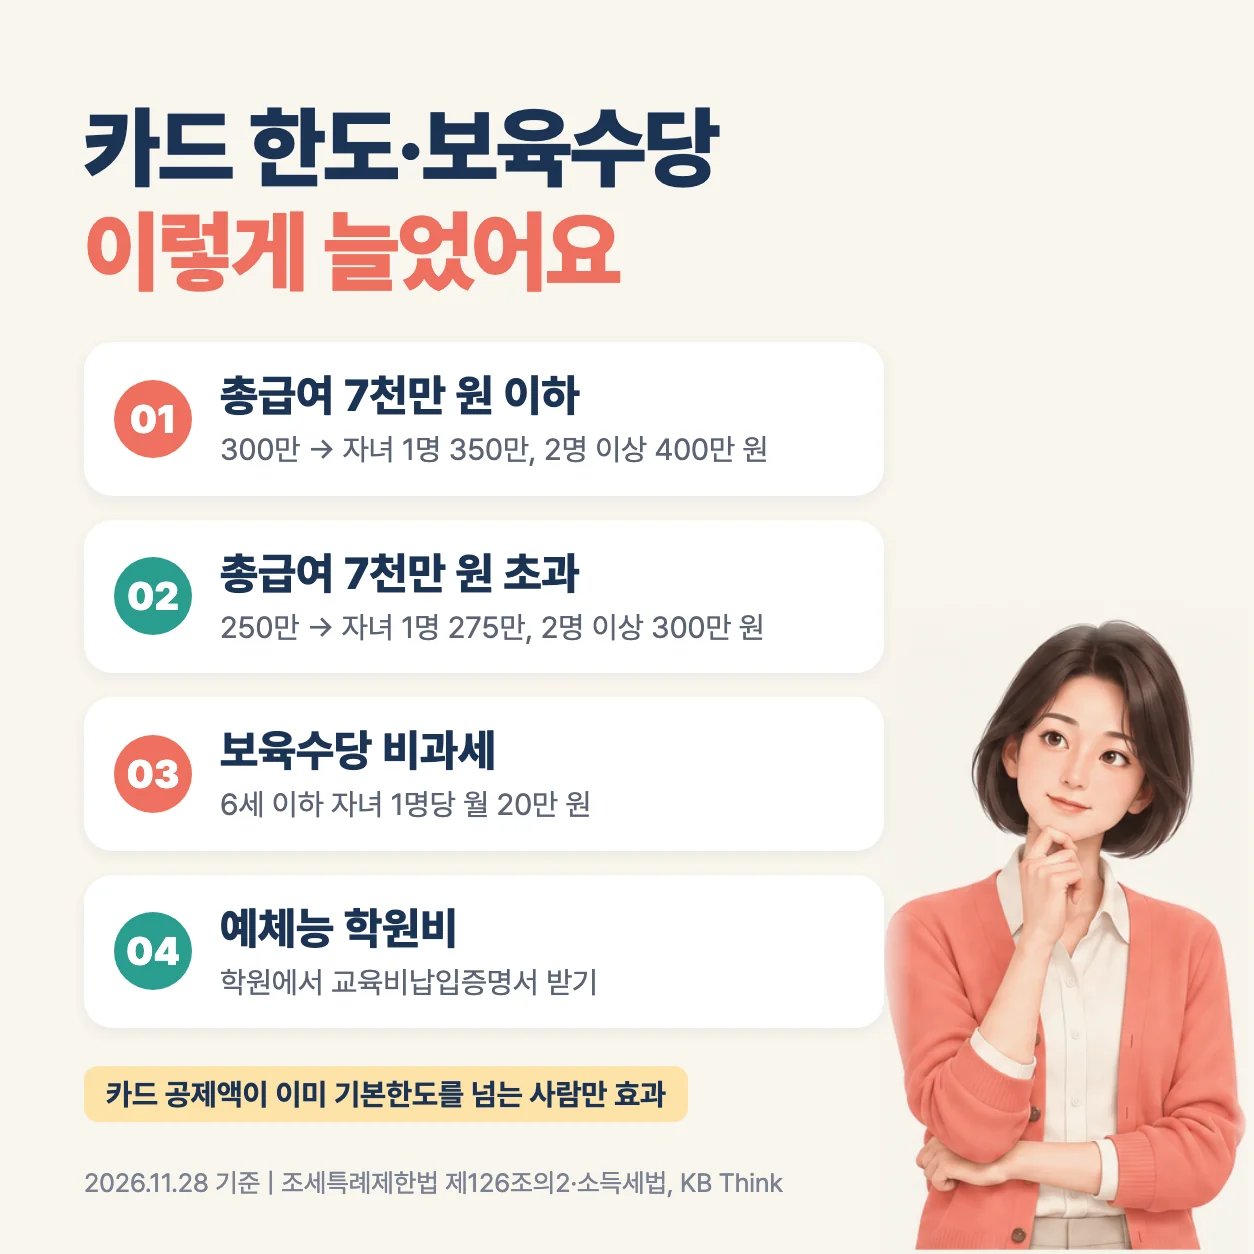 카드 한도·보육수당
이렇게 늘었어요
01
총급여 7천만 원 이하
300만 → 자녀 1명 350만, 2명 이상 400만 원
02
총급여 7천만 원 초과
250만 → 자녀 1명 275만, 2명 이상 300만 원
03
보육수당 비과세
6세 이하 자녀 1명당 월 20만 원
04
예체능 학원비
학원에서 교육비납입증명서 받기
카드 공제액이 이미 기본한도를 넘는 사람만 효과
2026.11.28 기준 | 조세특례제한법 제126조의2·소득세법, KB Think